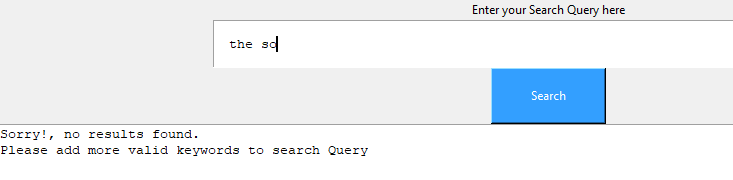 Enter your Search Query here
the so
Search
Sorry!, no results found.
Please add more valid keywords to search Query